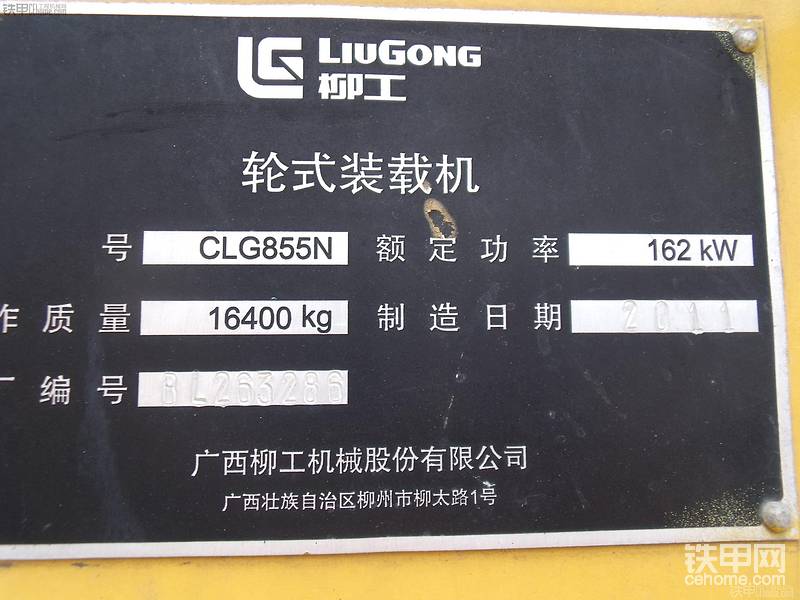 LIUGONG
柳工
轮式装载机
号 CLG855N 额定功率 162 kW
作质量 16400 kg 制造日期 2011
厂编号 BL263286
广西柳工机械股份有限公司
广西壮族自治区柳州市柳太路1号
铁甲网
cehome.com